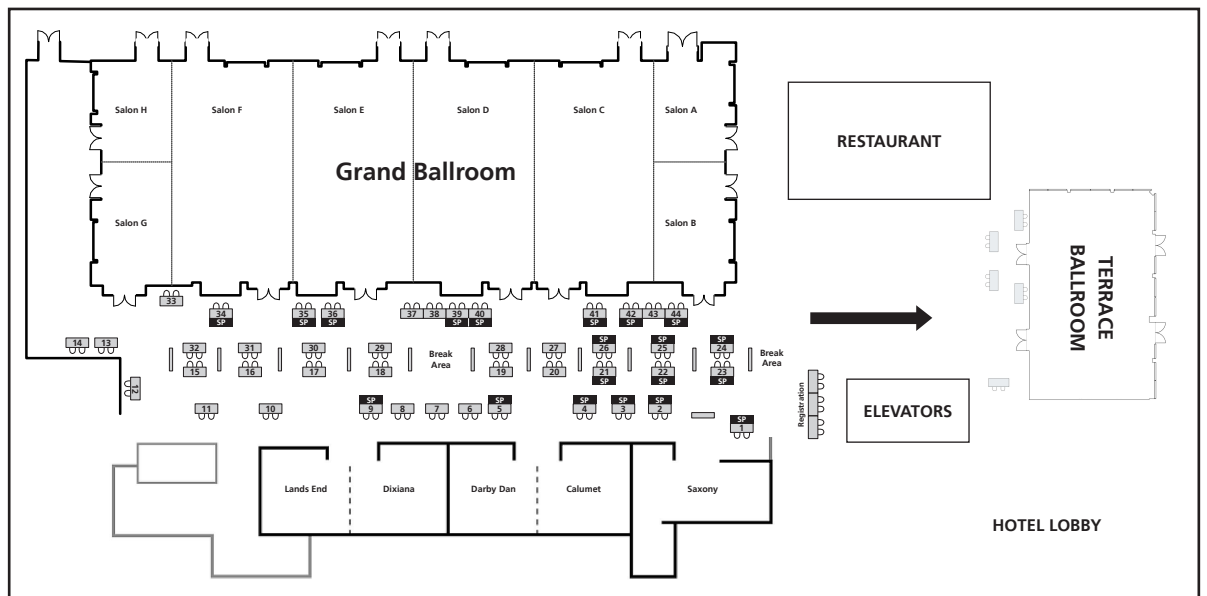 Salon H
Salon F
Salon E
Salon D
Salon C
Salon A
RESTAURANT
Grand Ballroom
Salon G
Salon B
TERRACE
BALLROOM
33
34
SP
35
SP
36
SP
37
38
39
SP
40
SP
41
SP
42
SP
43
44
SP
14
13
32
31
30
29
Break
Area
28
27
SP
26
SP
25
SP
24
Break
Area
15
16
17
18
19
20
21
SP
22
SP
23
SP
12
11
10
SP
9
8
7
6
SP
5
SP
4
SP
3
SP
2
SP
1
Registration
ELEVATORS
Lands End
Dixiana
Darby Dan
Calumet
Saxony
HOTEL LOBBY